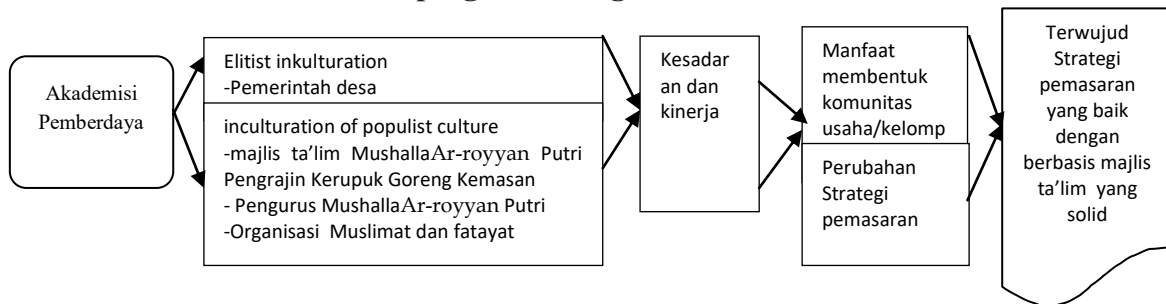 Akademisi
Pemberdaya
Elitist inkulturation
-Pemerintah desa
inculturation of populist culture
-majlis ta’lim MushallaAr-royyan Putri
Pengrajin Kerupuk Goreng Kemasan
- Pengurus MushallaAr-royyan Putri
-Organisasi Muslimat dan fatayat
Kesadar
an dan
kinerja
Manfaat
membentuk
komunitas
usaha/kelomp
Perubahan
Strategi
pemasaran
Terwujud
Strategi
pemasaran
yang baik
dengan
berbasis majlis
ta’lim yang
solid